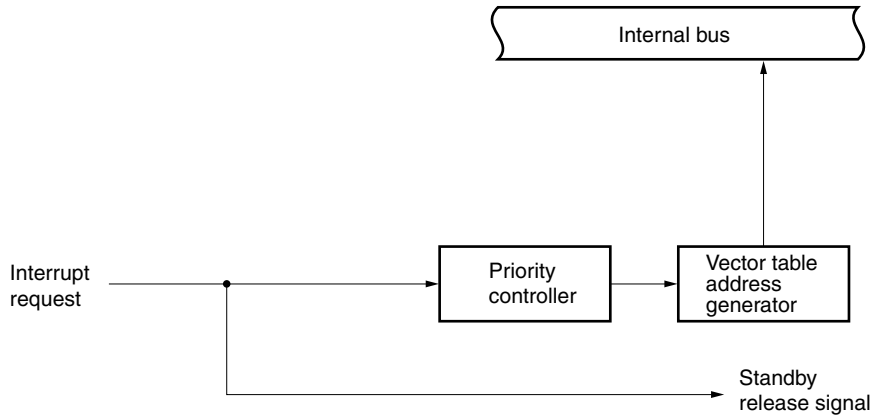 Internal bus
Interrupt
request
Priority
controller
Vector table
address
generator
Standby
release signal